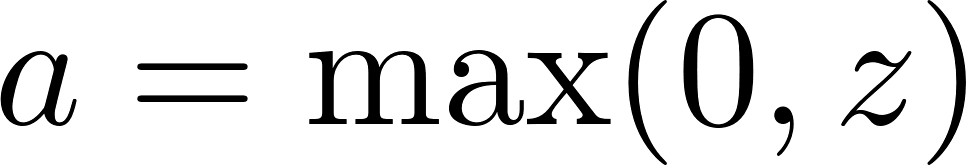 a = max(0, z)